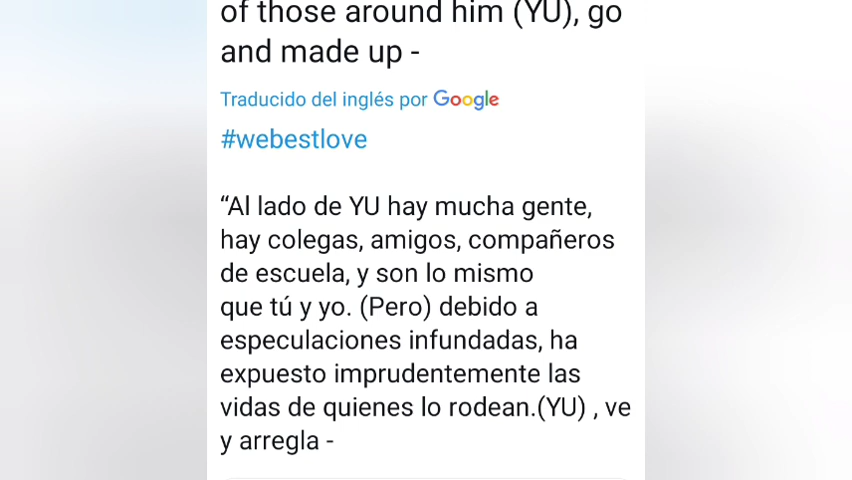 of those around him (YU), go
and made up -
Traducido del inglés por Google
#webestlove
“Al lado de YU hay mucha gente,
hay colegas, amigos, compañeros
de escuela, y son lo mismo
que tú y yo. (Pero) debido a
especulaciones infundadas, ha
expuesto imprudentemente las
vidas de quienes lo rodean.(YU) , ve
y arregla -